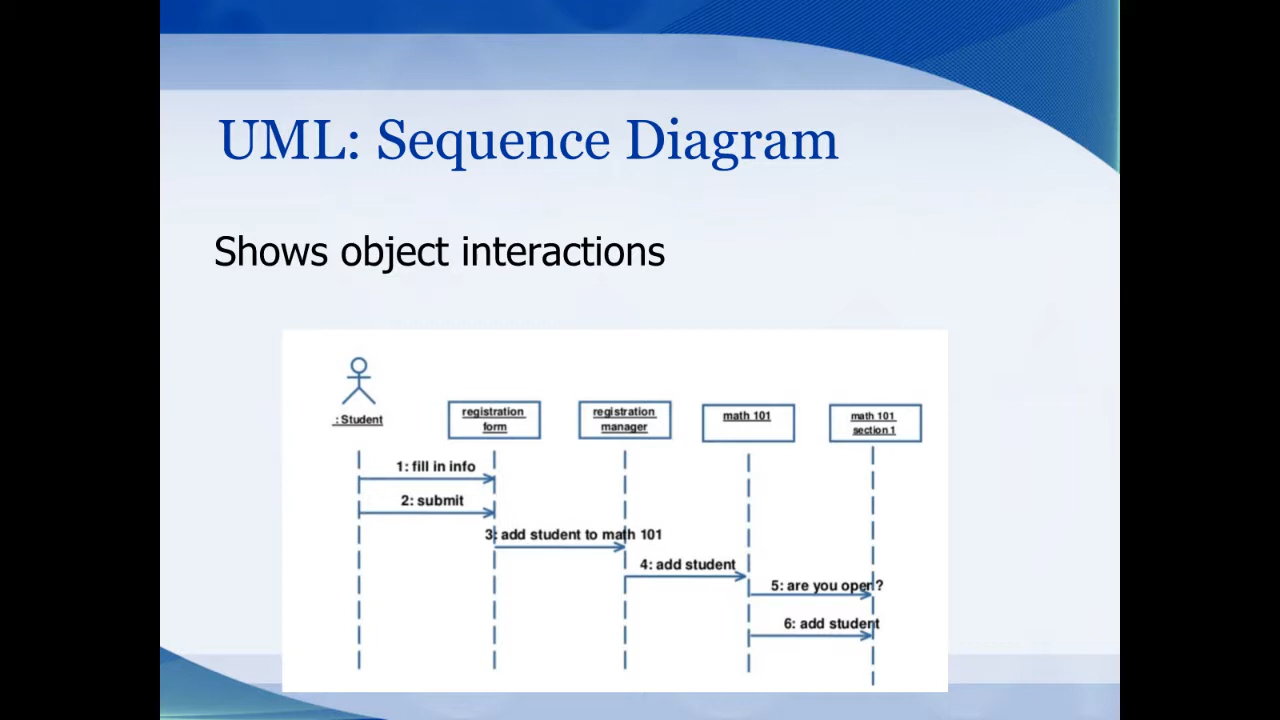 UML: Sequence Diagram
Shows object interactions
: Student
registration
form
registration
manager
math 101
math 101
section 1
1: fill in info
2: submit
3: add student to math 101
4: add student
5: are you open?
6: add student